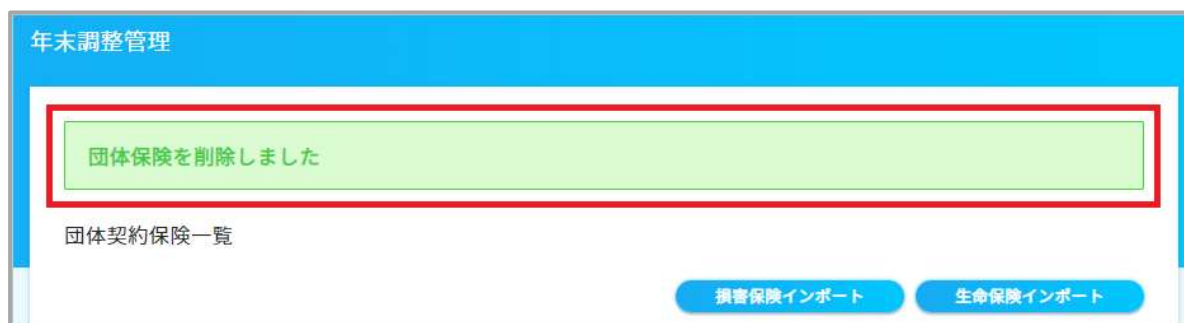 年末調整管理
団体保険を削除しました
団体契約保険一覧
損害保険インポート
生命保険インポート